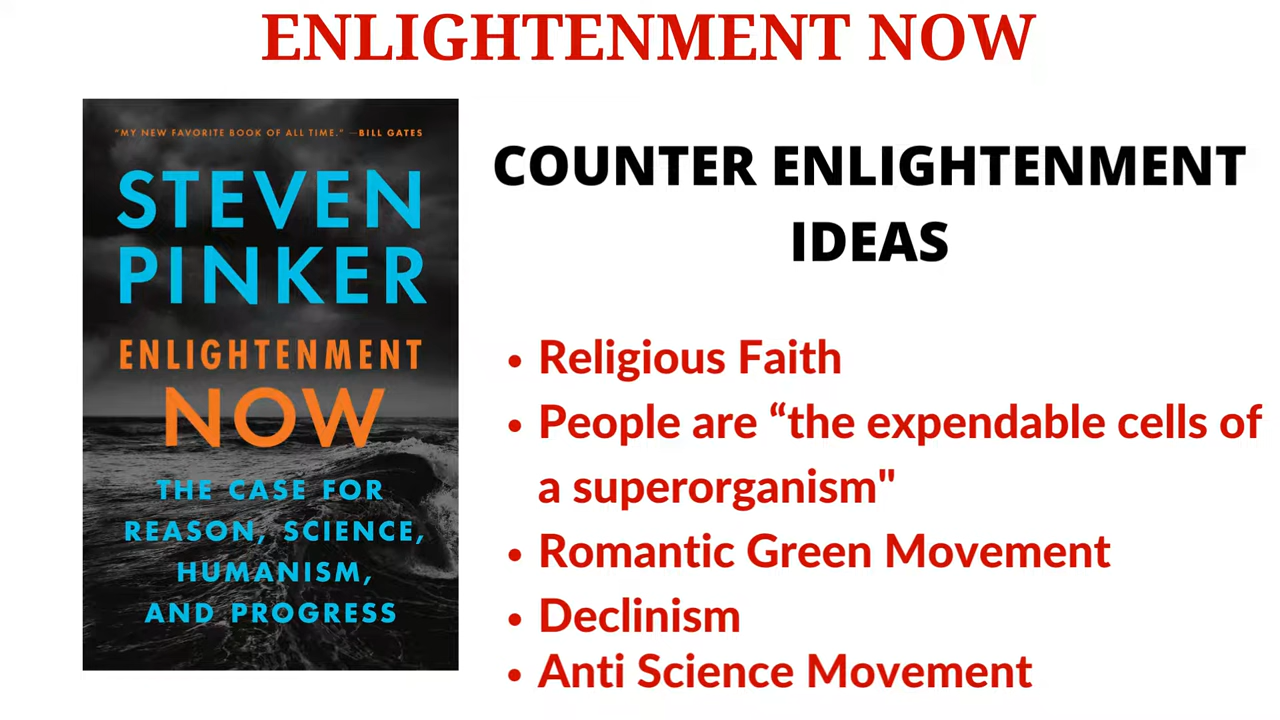 ENLIGHTENMENT NOW
"MY NEW FAVORITE BOOK OF ALL TIME." —BILL GATES
STEVEN
PINKER
ENLIGHTENMENT
NOW
THE CASE FOR
REASON, SCIENCE,
HUMANISM,
AND PROGRESS
COUNTER ENLIGHTENMENT
IDEAS
• Religious Faith
• People are “the expendable cells of
a superorganism"
• Romantic Green Movement
• Declinism
• Anti Science Movement